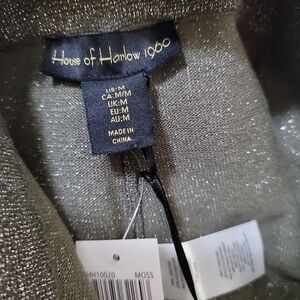 House of Harlow 1960
US:M
CA:M/M
UK:M
EU:M
AU:M
MADE IN
CHINA
HH10020
MOSS